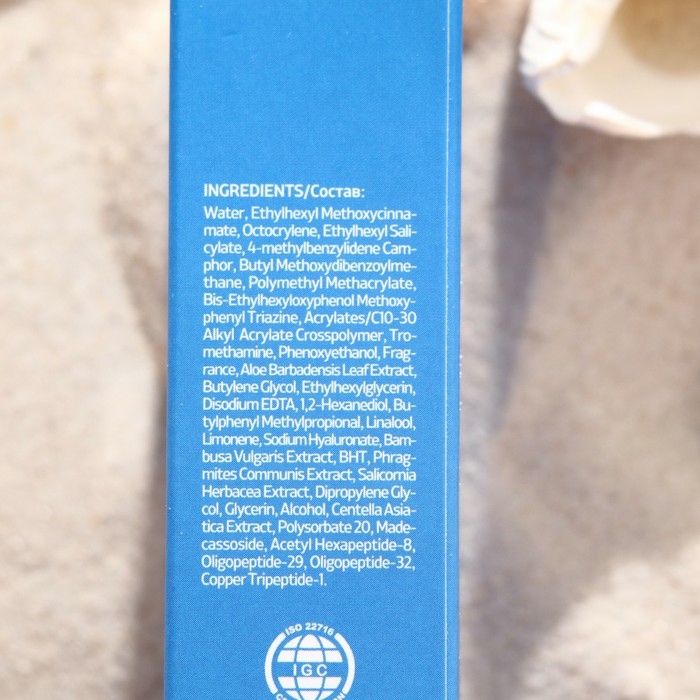 INGREDIENTS/Состав:
Water, Ethylhexyl Methoxycinna-
mate, Octocrylene, Ethylhexyl Sali-
cylate, 4-methylbenzylidene Cam-
phor, Butyl Methoxydibenzoylme-
thane, Polymethyl Methacrylate,
Bis-Ethylhexyloxyphenol Methoxy-
phenyl Triazine, Acrylates/C10-30
Alkyl Acrylate Crosspolymer, Tro-
methamine, Phenoxyethanol, Frag-
rance, Aloe Barbadensis Leaf Extract,
Butylene Glycol, Ethylhexylglycerin,
Disodium EDTA, 1,2-Hexanediol, Bu-
tylphenyl Methylpropional, Linalool,
Limonene, Sodium Hyaluronate, Bam-
busa Vulgaris Extract, BHT, Phrag-
mites Communis Extract, Salicornia
Herbacea Extract, Dipropylene Gly-
col, Glycerin, Alcohol, Centella Asia-
tica Extract, Polysorbate 20, Made-
cassoside, Acetyl Hexapeptide-8,
Oligopeptide-29, Oligopeptide-32,
Copper Tripeptide-1.
ISO 22716
IGC